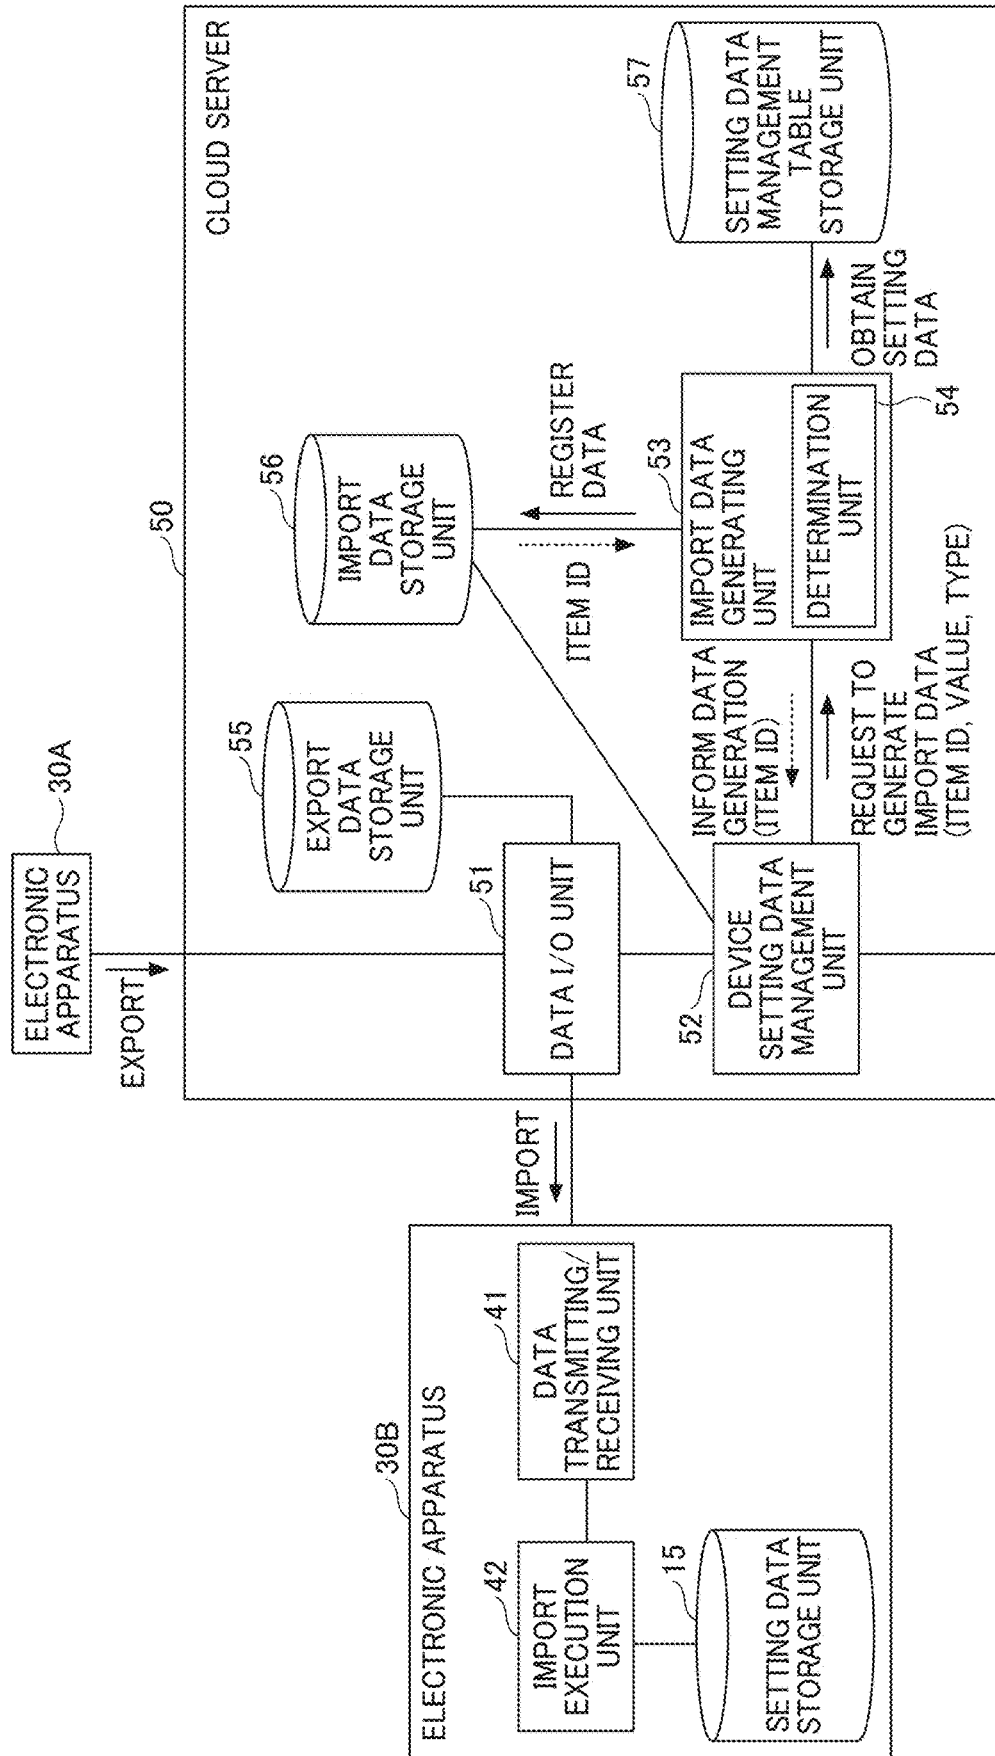 30A
ELECTRONIC
APPARATUS
EXPORT
50
CLOUD SERVER
55
EXPORT
DATA
STORAGE
UNIT
56
IMPORT
DATA
STORAGE
UNIT
51
DATA I/O UNIT
ITEM ID
REGISTER
DATA
57
SETTING DATA
MANAGEMENT
TABLE
STORAGE UNIT
52
DEVICE
SETTING DATA
MANAGEMENT
UNIT
INFORM DATA
GENERATION
(ITEM ID)
REQUEST TO
GENERATE
IMPORT DATA
(ITEM ID, VALUE, TYPE)
53
IMPORT DATA
GENERATING
UNIT
DETERMINATION
UNIT
54
OBTAIN
SETTING
DATA
IMPORT
30B
ELECTRONIC APPARATUS
42
IMPORT
EXECUTION
UNIT
41
DATA
TRANSMITTING/
RECEIVING UNIT
15
SETTING DATA
STORAGE UNIT